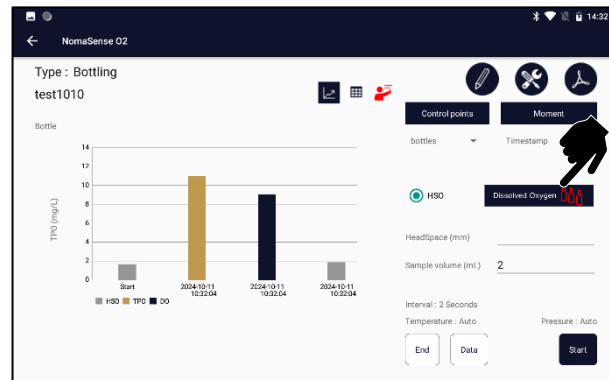 14:32
NomaSense O2
Type : Bottling
test1010
Control points
Moment
Bottle
bottles
Timestamp
14
12
10
8
6
4
2
0
TPO (mg/L)
Start
2024-10-11
10:32:04
2024-10-11
10:32:04
2024-10-11
10:32:04
HSO TPO DO
HSO
Dissolved Oxygen
HeadSpace (mm)
Sample volume (mL)
2
Interval : 2 Seconds
Temperature : Auto
Pressure : Auto
End
Data
Start